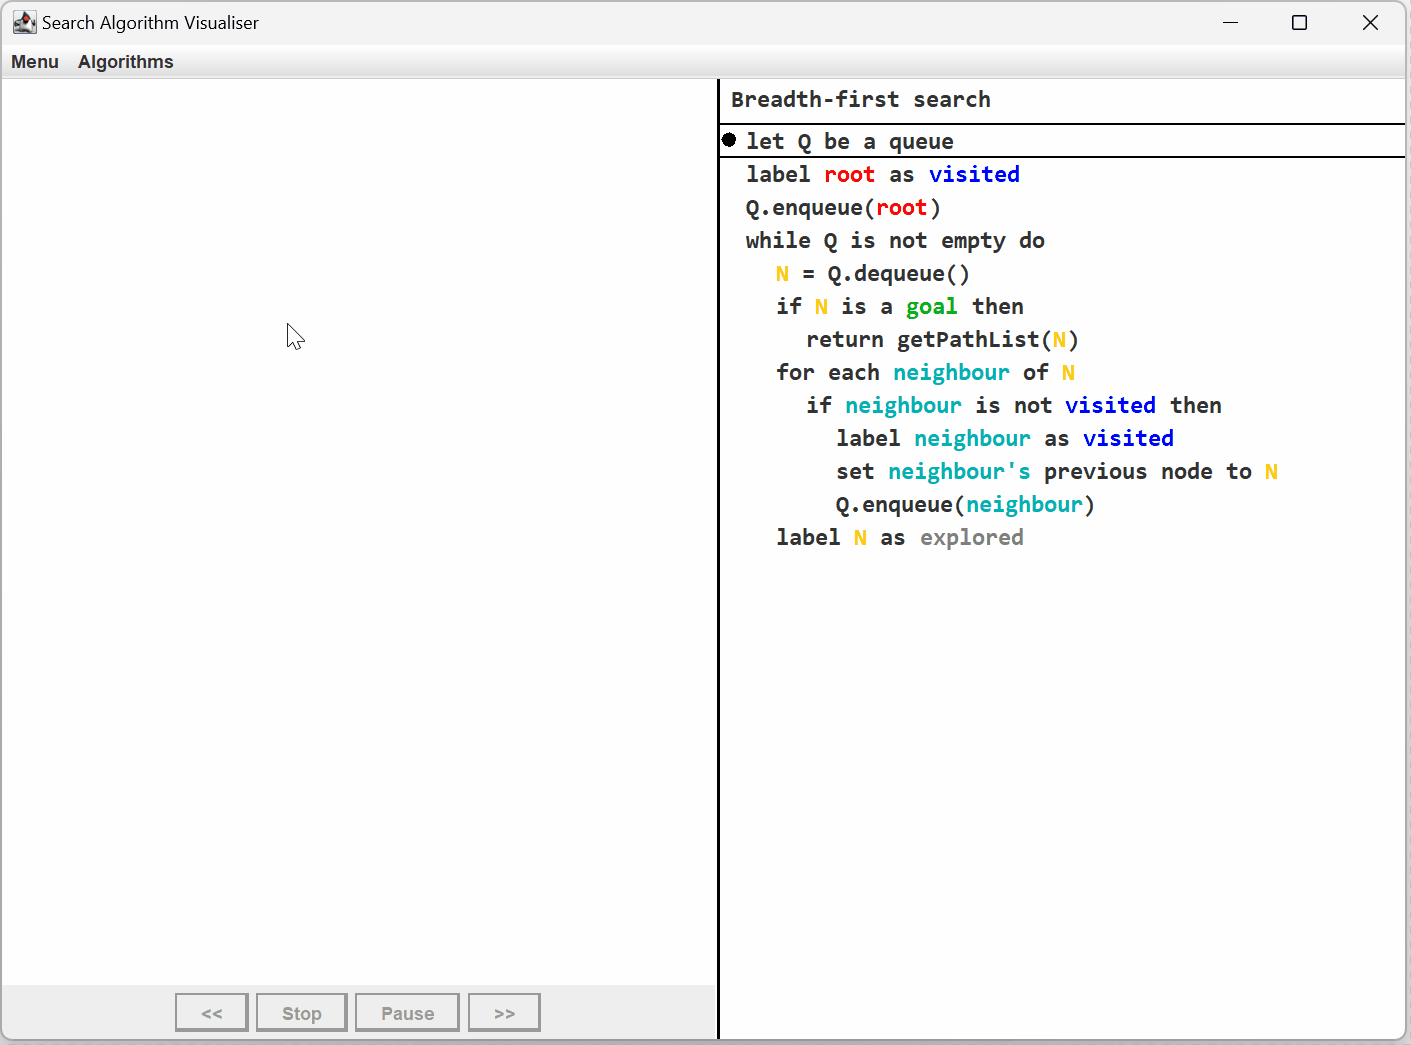 Search Algorithm Visualiser
Menu Algorithms
Breadth-first search
let Q be a queue
label root as visited
Q.enqueue(root)
while Q is not empty do
N = Q.dequeue()
if N is a goal then
return getPathList(N)
for each neighbour of N
if neighbour is not visited then
label neighbour as visited
set neighbour's previous node to N
Q.enqueue(neighbour)
label N as explored
<< Stop Pause >>